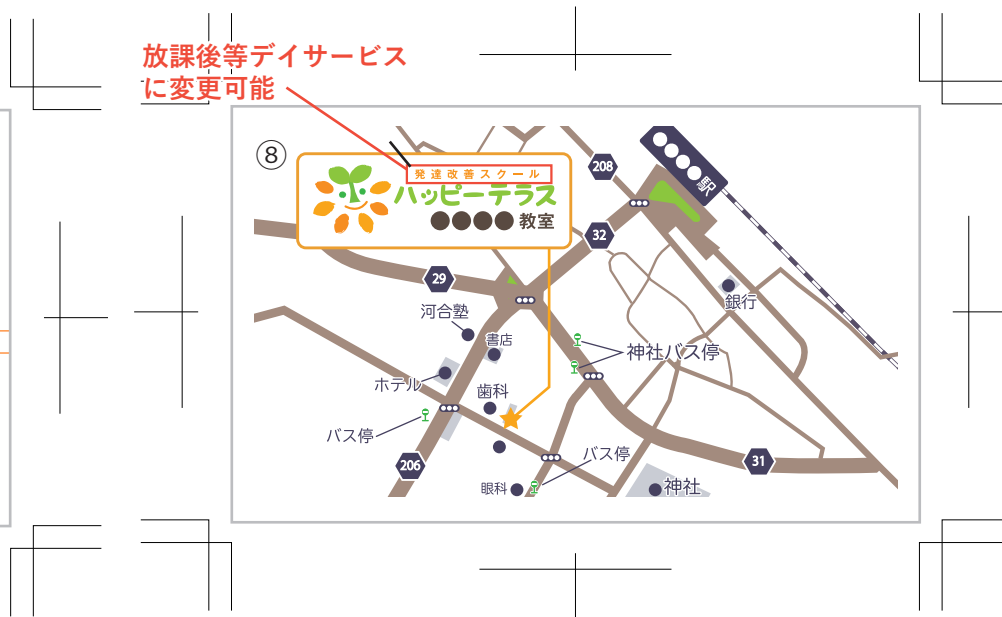 放課後等デイサービス
に変更可能
⑧
発達改善スクール
ハッピーテラス
●●●●教室
●●●●駅
208
32
29
銀行
河合塾
書店
神社バス停
ホテル
歯科
バス停
206
バス停
31
眼科
神社